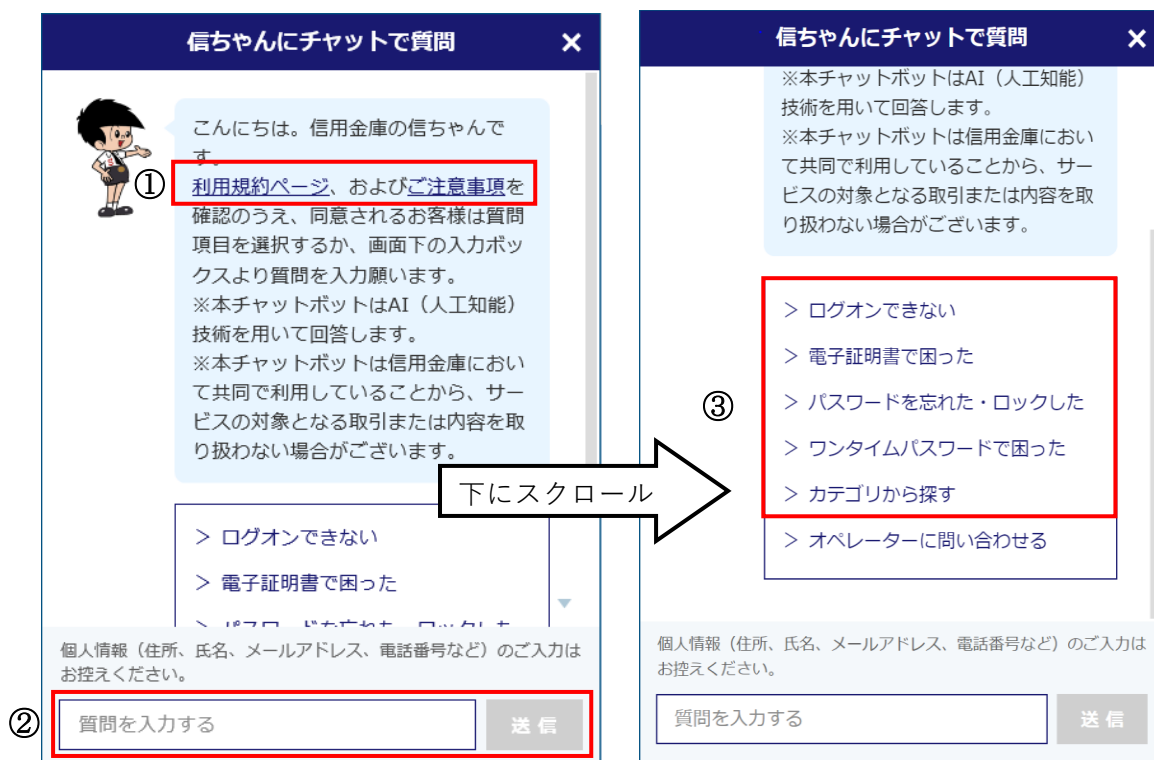 信ちゃんにチャットで質問 ×
こんにちは。信用金庫の信ちゃんで
す。
① 利用規約ページ、およびご注意事項を
確認のうえ、同意されるお客様は質問
項目を選択するか、画面下の入力ボッ
クスより質問を入力願います。
※本チャットボットはAI（人工知能）
技術を用いて回答します。
※本チャットボットは信用金庫におい
て共同で利用していることから、サー
ビスの対象となる取引または内容を取
り扱わない場合がございます。
＞ ログオンできない
＞ 電子証明書で困った
＞ パスワードを忘れた・ロックした
個人情報（住所、氏名、メールアドレス、電話番号など）のご入力は
お控えください。
② 質問を入力する 送信
下にスクロール
信ちゃんにチャットで質問 ×
※本チャットボットはAI（人工知能）
技術を用いて回答します。
※本チャットボットは信用金庫におい
て共同で利用していることから、サー
ビスの対象となる取引または内容を取
り扱わない場合がございます。
③
＞ ログオンできない
＞ 電子証明書で困った
＞ パスワードを忘れた・ロックした
＞ ワンタイムパスワードで困った
＞ カテゴリから探す
＞ オペレーターに問い合わせる
個人情報（住所、氏名、メールアドレス、電話番号など）のご入力は
お控えください。
質問を入力する 送信